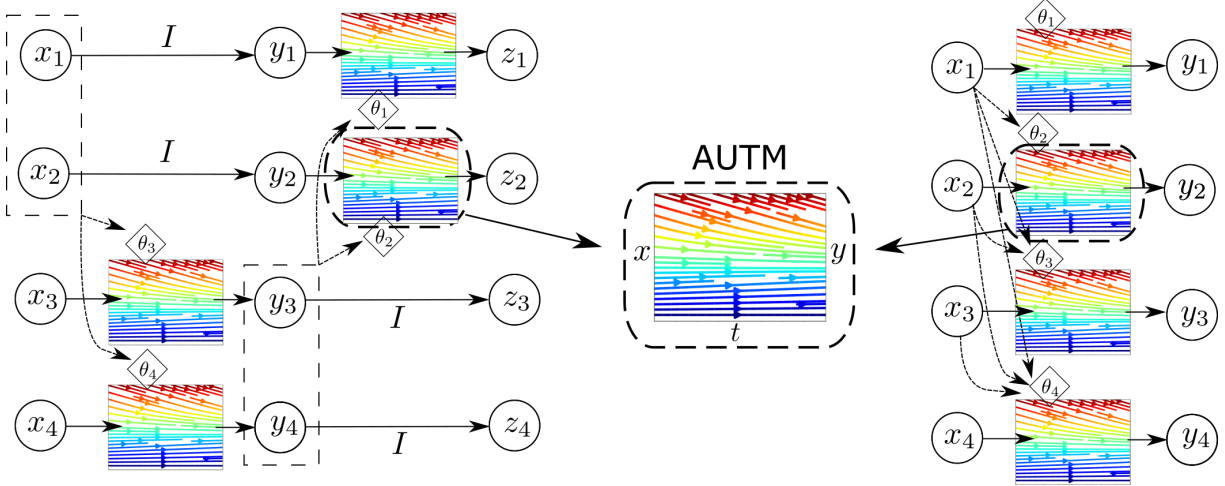 x₁ I y₁ z₁
θ₁
x₂ I y₂ z₂
θ₂
θ₃
x₃ y₃ I z₃
θ₄
x₄ y₄ I z₄
AUTM
x y
t
θ₁
x₁ y₁
θ₂
x₂ y₂
θ₃
x₃ y₃
θ₄
x₄ y₄